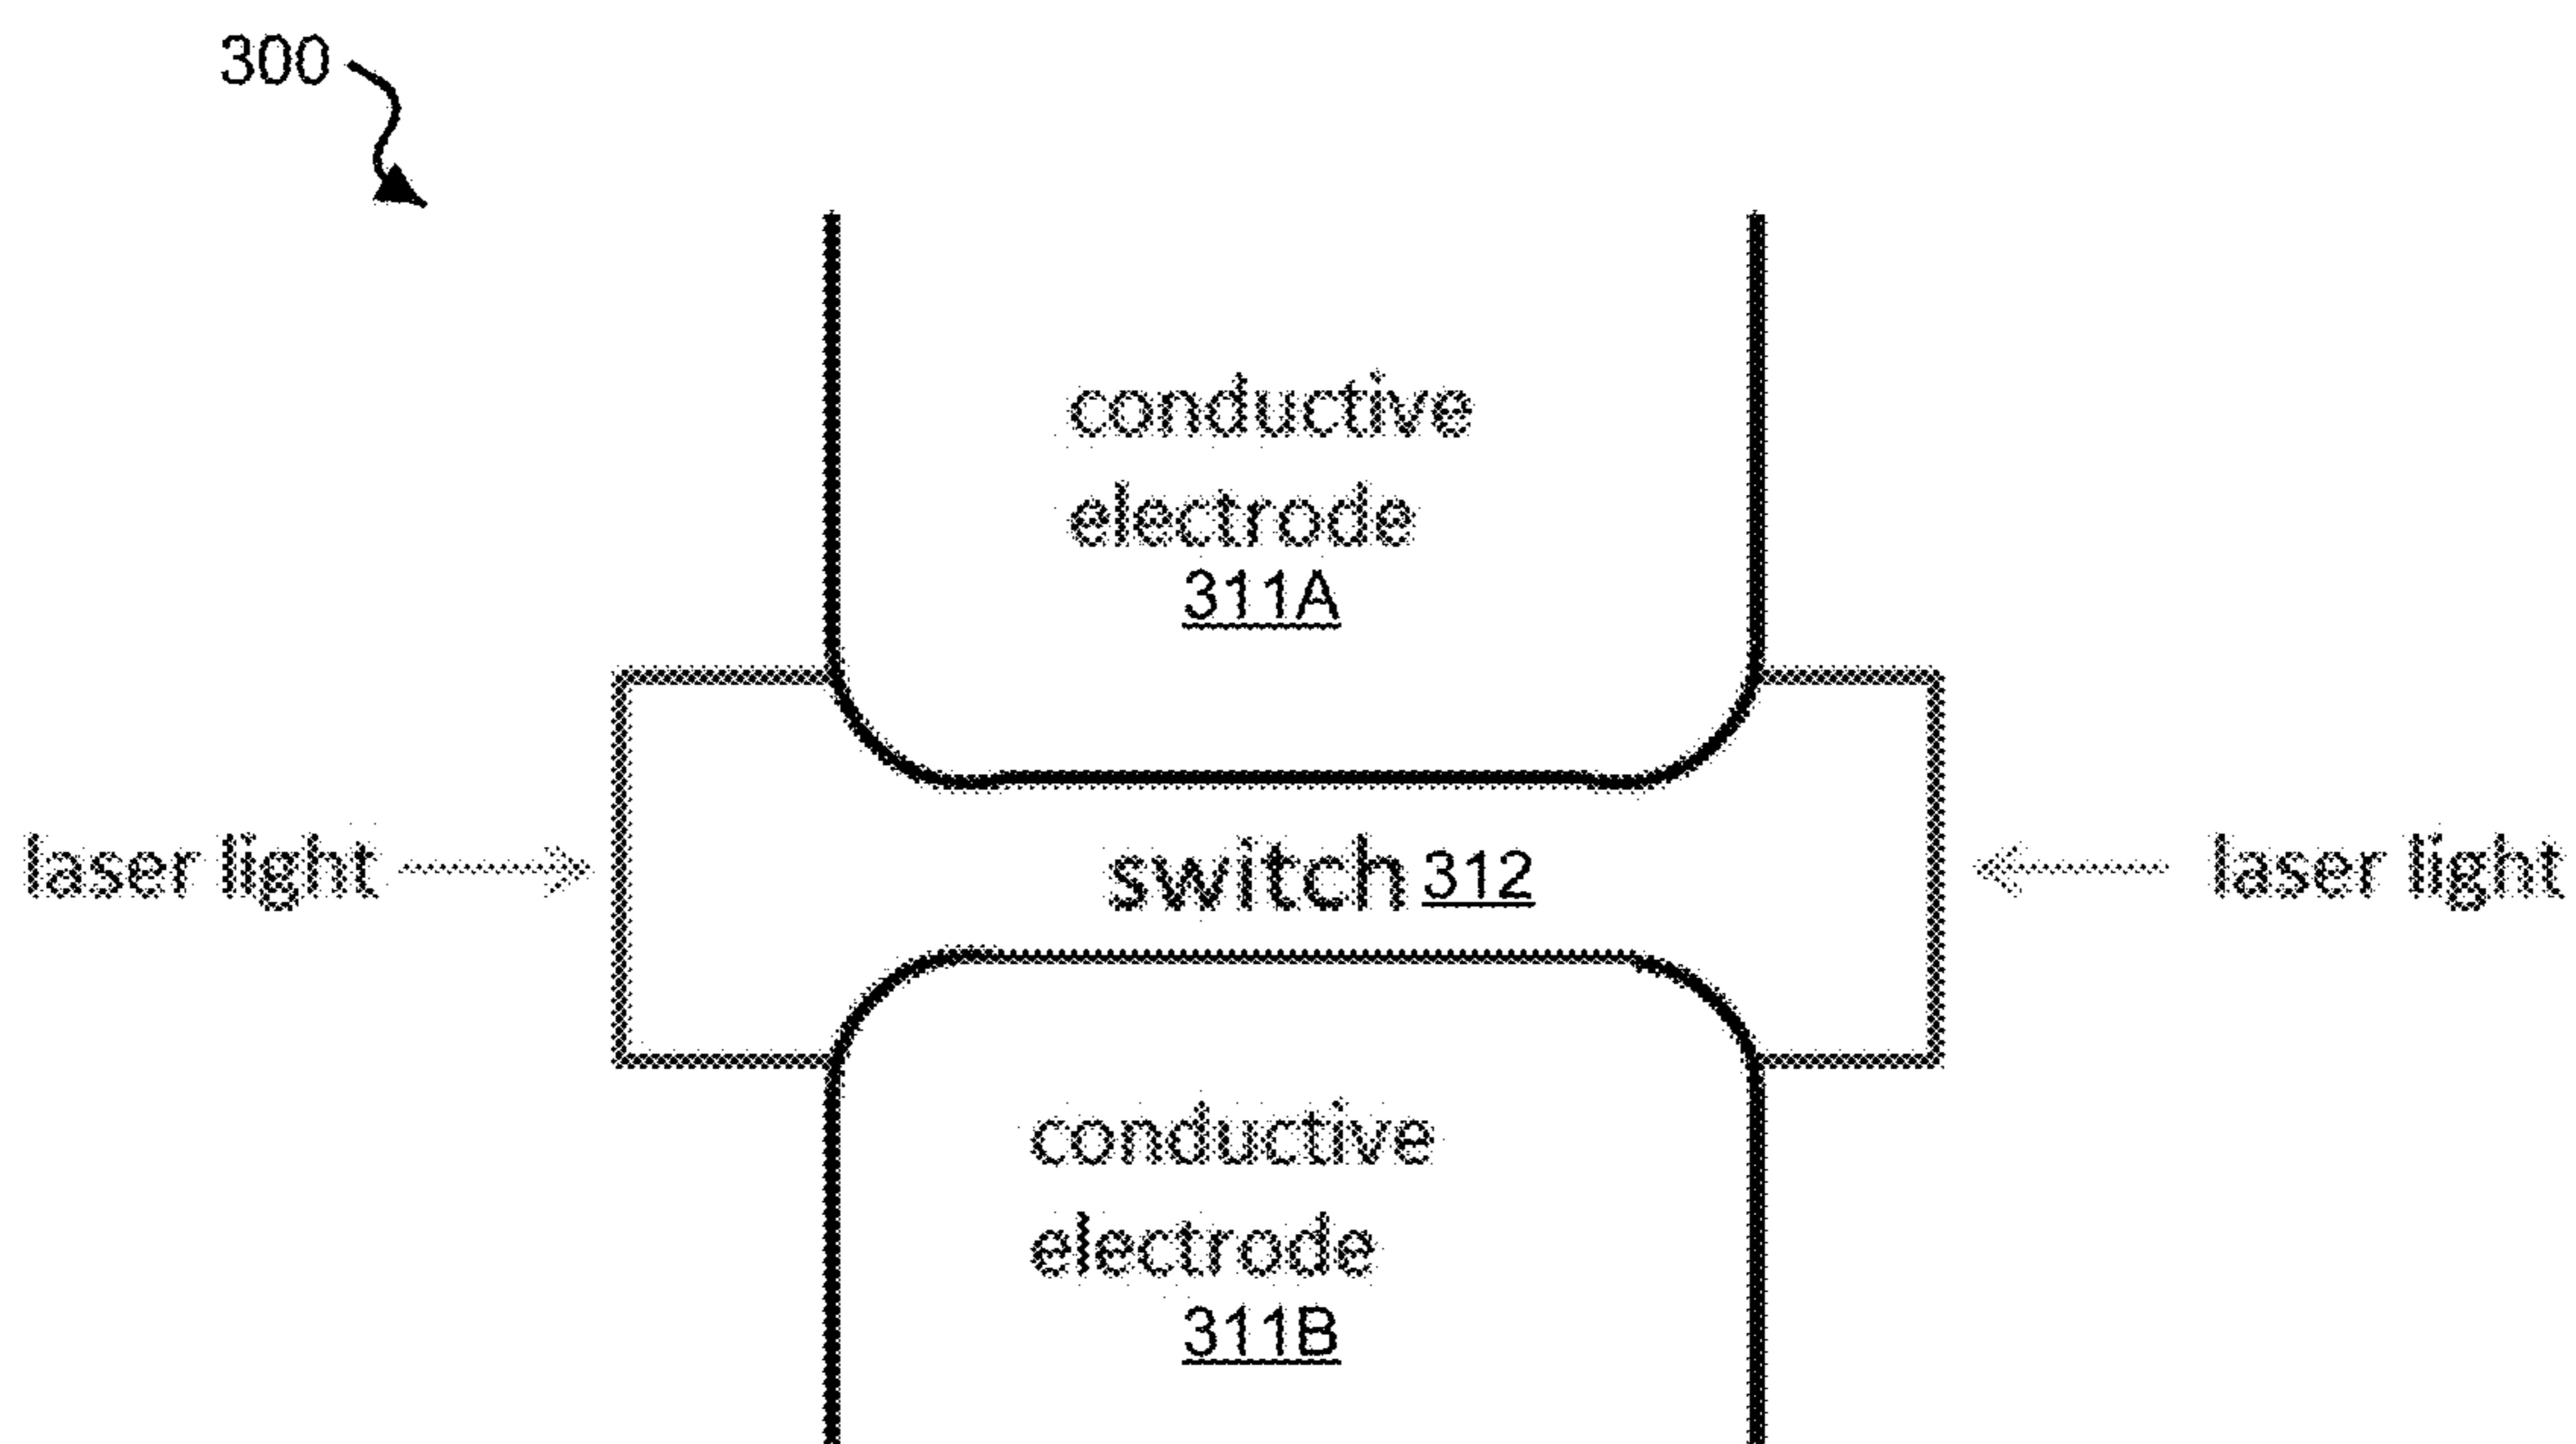 300
conductive
electrode
311A
laser light
switch 312
laser light
conductive
electrode
311B